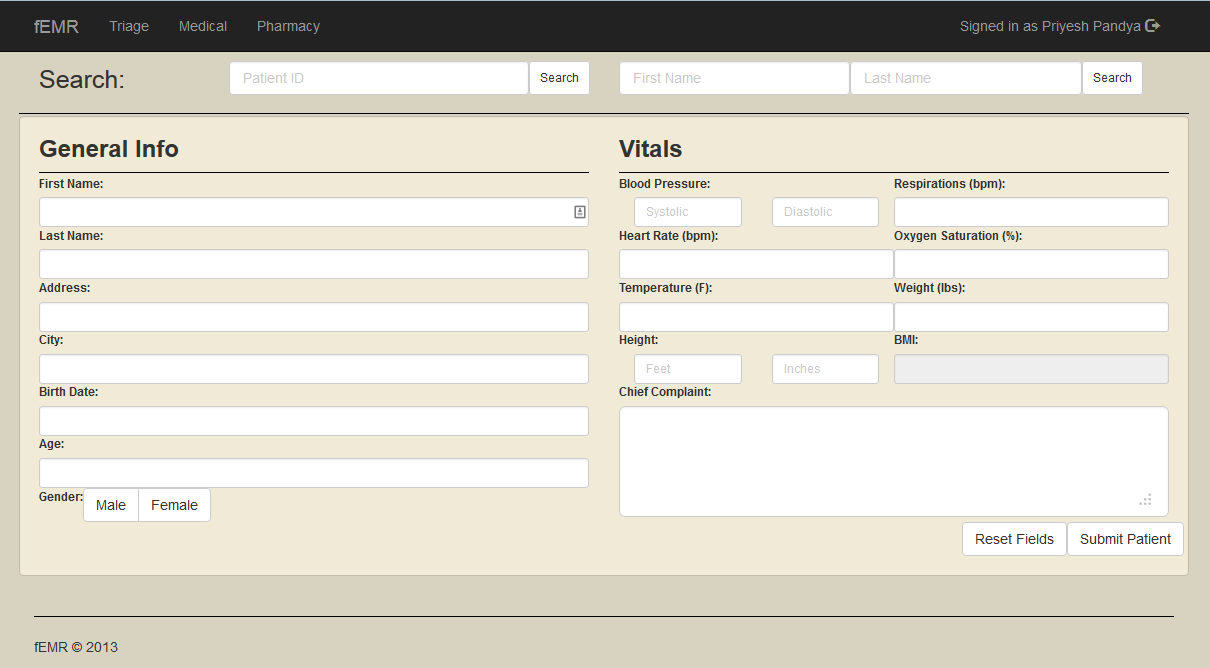 fEMR Triage Medical Pharmacy Signed in as Priyesh Pandya
Search: Patient ID Search First Name Last Name Search
General Info
First Name:
Last Name:
Address:
City:
Birth Date:
Age:
Gender: Male Female
Vitals
Blood Pressure: Respirations (bpm):
Systolic Diastolic
Heart Rate (bpm): Oxygen Saturation (%):
Temperature (F): Weight (lbs):
Height: BMI:
Feet Inches
Chief Complaint:
Reset Fields Submit Patient
fEMR © 2013